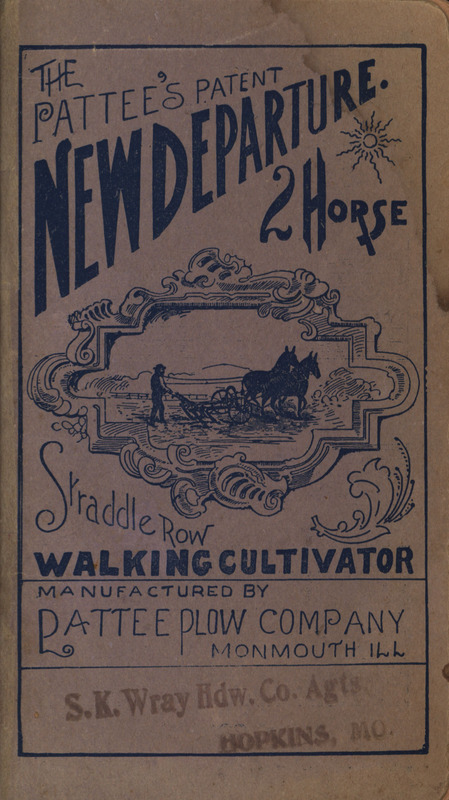 THE
PATTEE'S PATENT
NEW DEPARTURE.
2 HORSE
Straddle Row
WALKING CULTIVATOR
MANUFACTURED BY
PATTEE PLOW COMPANY
MONMOUTH ILL
S.K. Wray Hdw. Co. Agts.
HOPKINS, MO.